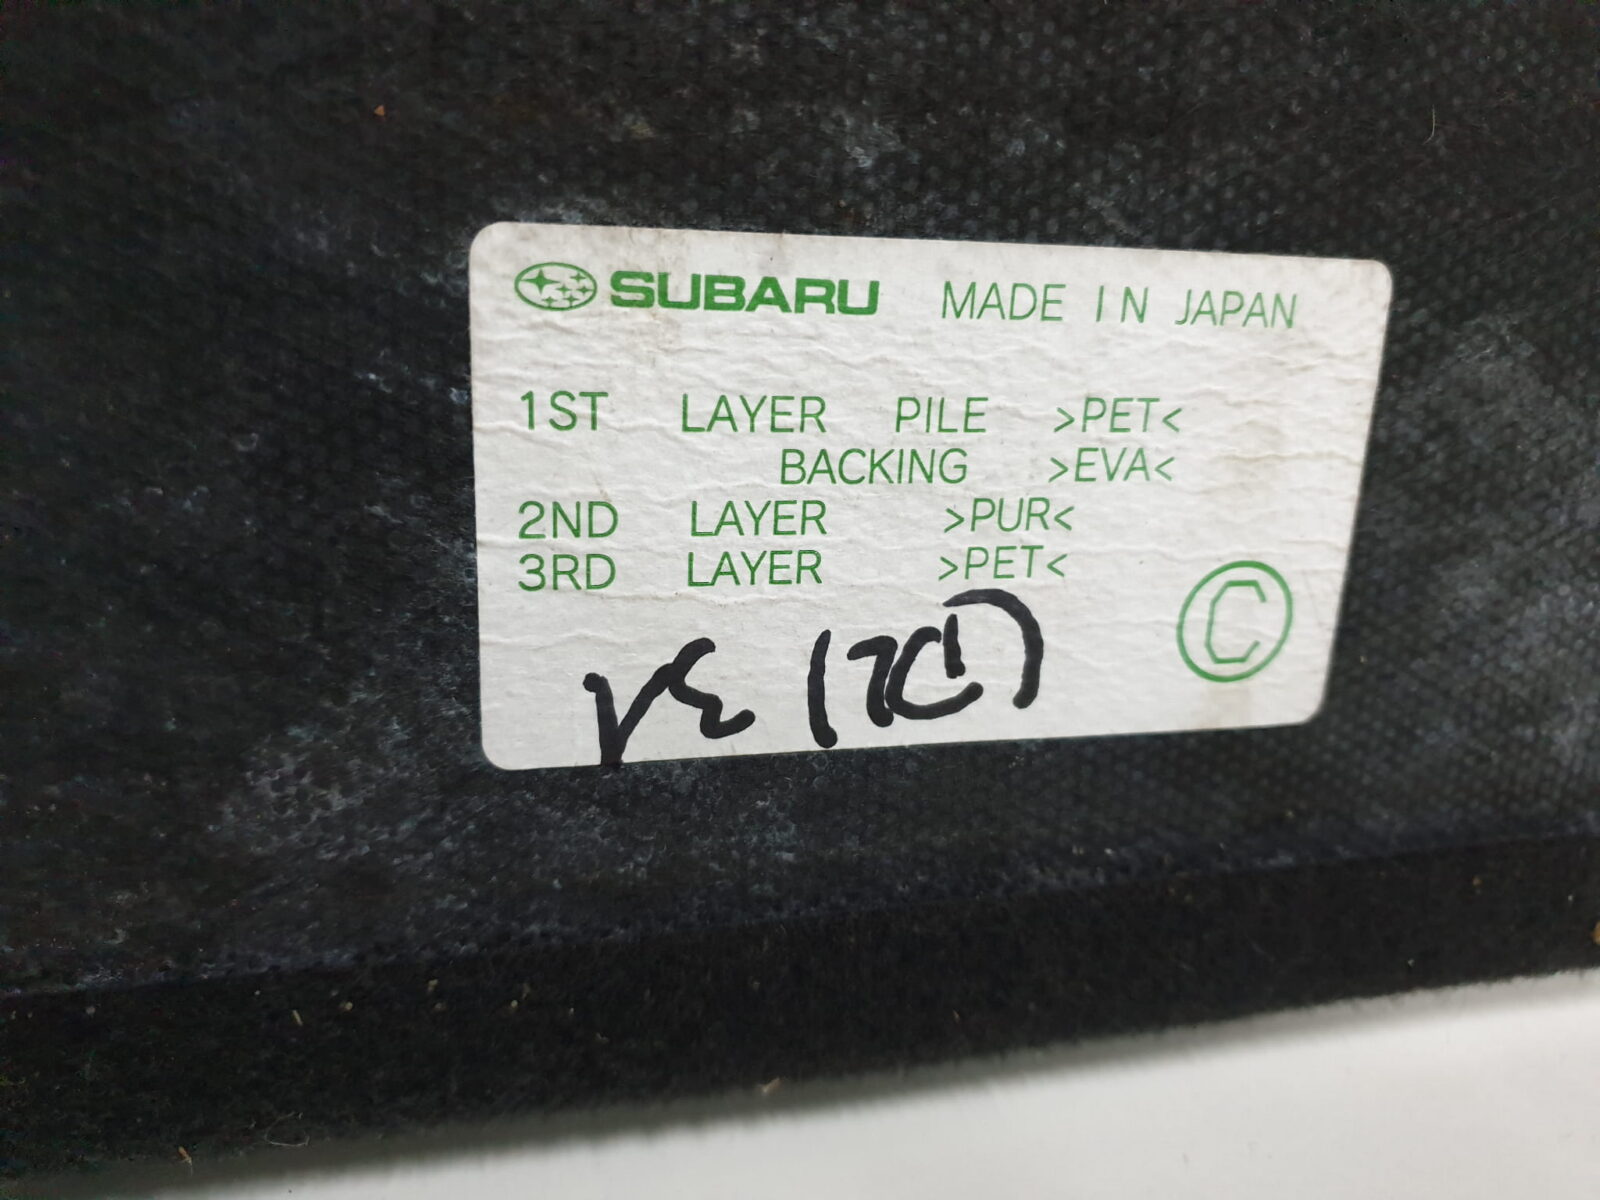 SUBARU MADE IN JAPAN
1ST LAYER PILE >PET<
BACKING >EVA<
2ND LAYER >PUR<
3RD LAYER >PET<
C